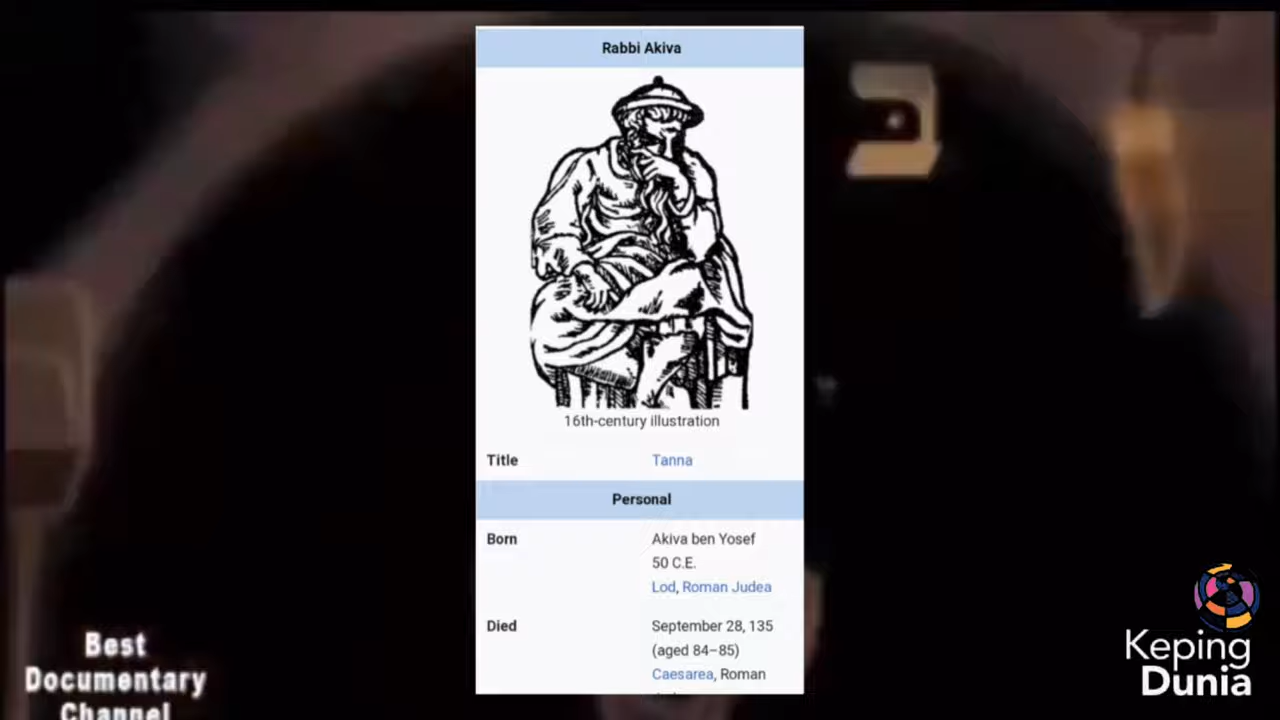 Rabbi Akiva
16th-century illustration
Title Tanna
Personal
Born Akiva ben Yosef
50 C.E.
Lod, Roman Judea
Died September 28, 135
(aged 84–85)
Caesarea, Roman
פ
Best
Documentary
Channel
Keping
Dunia